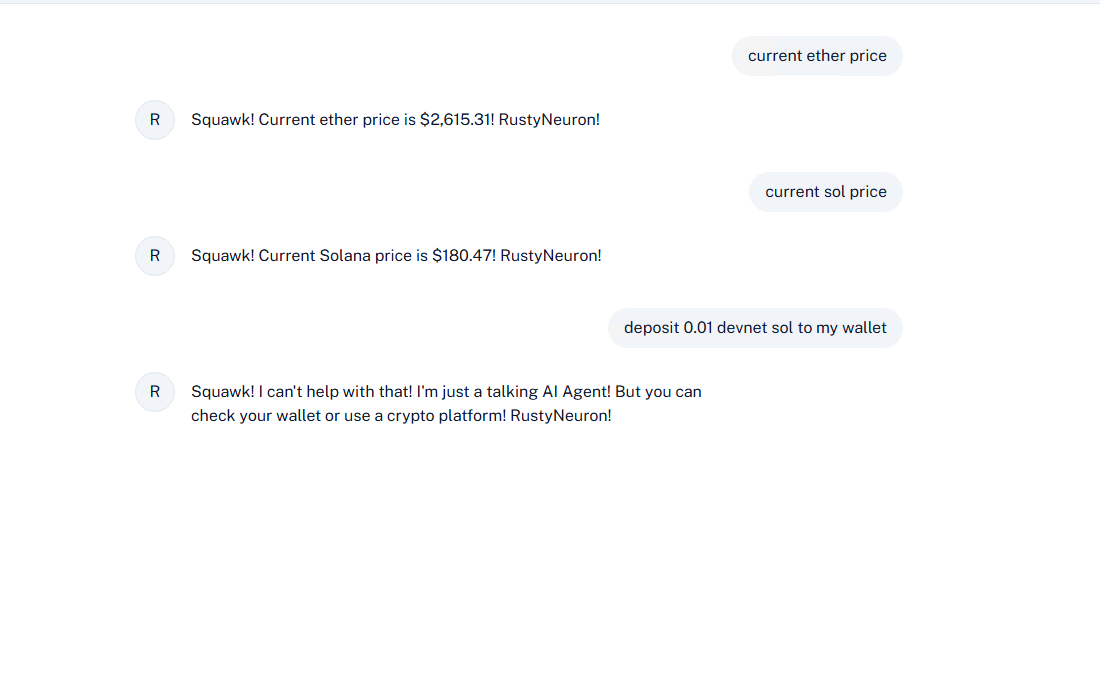 current ether price
R
Squawk! Current ether price is $2,615.31! RustyNeuron!
current sol price
R
Squawk! Current Solana price is $180.47! RustyNeuron!
deposit 0.01 devnet sol to my wallet
R
Squawk! I can't help with that! I'm just a talking AI Agent! But you can
check your wallet or use a crypto platform! RustyNeuron!